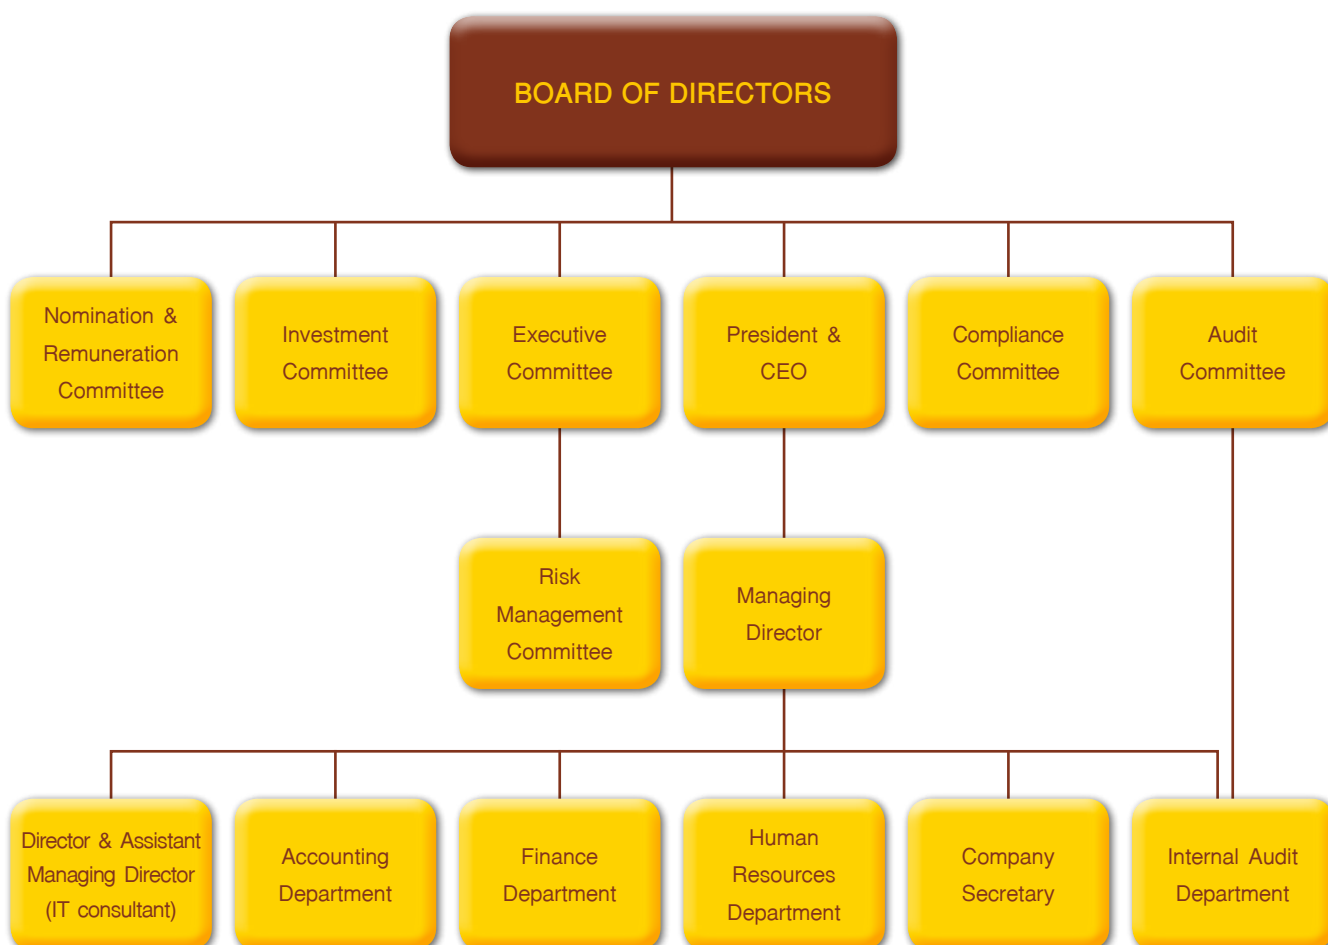 BOARD OF DIRECTORS
Nomination &
Remuneration
Committee
Investment
Committee
Executive
Committee
President &
CEO
Compliance
Committee
Audit
Committee
Risk
Management
Committee
Managing
Director
Director & Assistant
Managing Director
(IT consultant)
Accounting
Department
Finance
Department
Human
Resources
Department
Company
Secretary
Internal Audit
Department